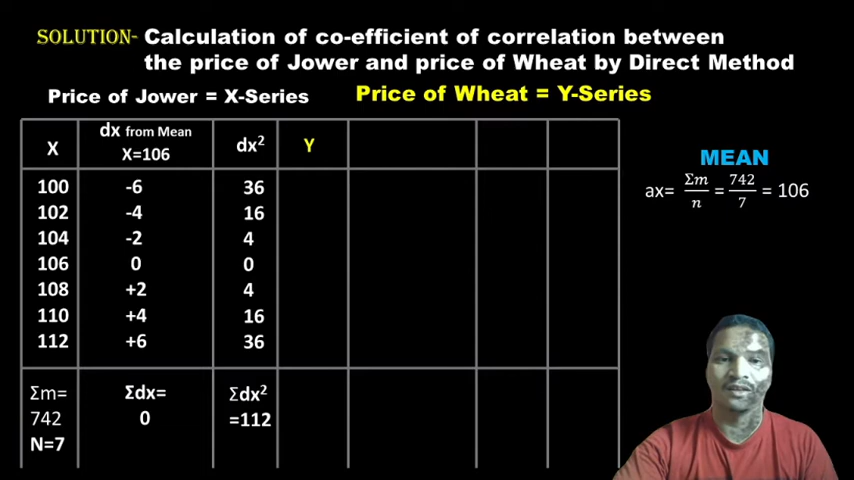 SOLUTION- Calculation of co-efficient of correlation between
the price of Jower and price of Wheat by Direct Method
Price of Jower = X-Series
Price of Wheat = Y-Series
X
dx from Mean
X=106
dx²
Y
100 -6 36
102 -4 16
104 -2 4
106 0 0
108 +2 4
110 +4 16
112 +6 36
Σm=
742
N=7
Σdx=
0
Σdx²
=112
MEAN
ax= Σm/n = 742/7 = 106